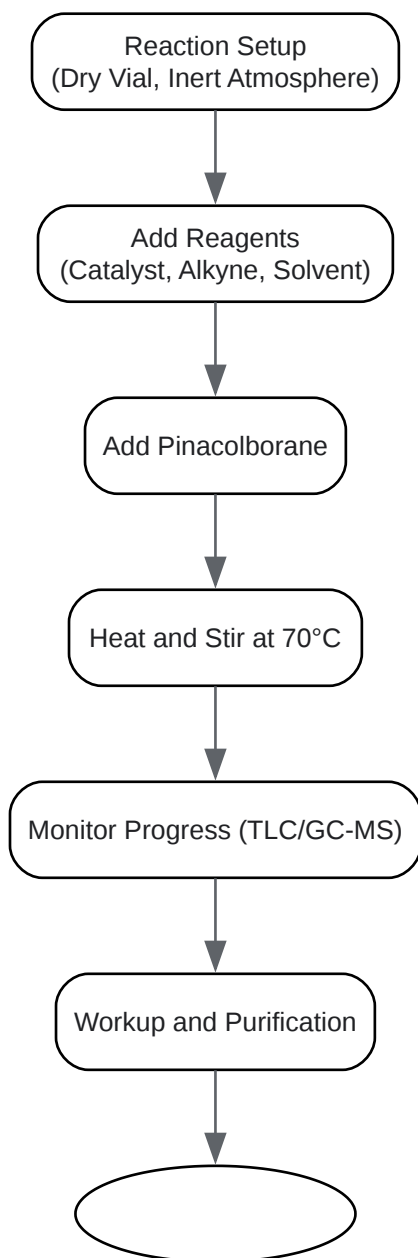 Reaction Setup
(Dry Vial, Inert Atmosphere)
Add Reagents
(Catalyst, Alkyne, Solvent)
Add Pinacolborane
Heat and Stir at 70°C
Monitor Progress (TLC/GC-MS)
Workup and Purification